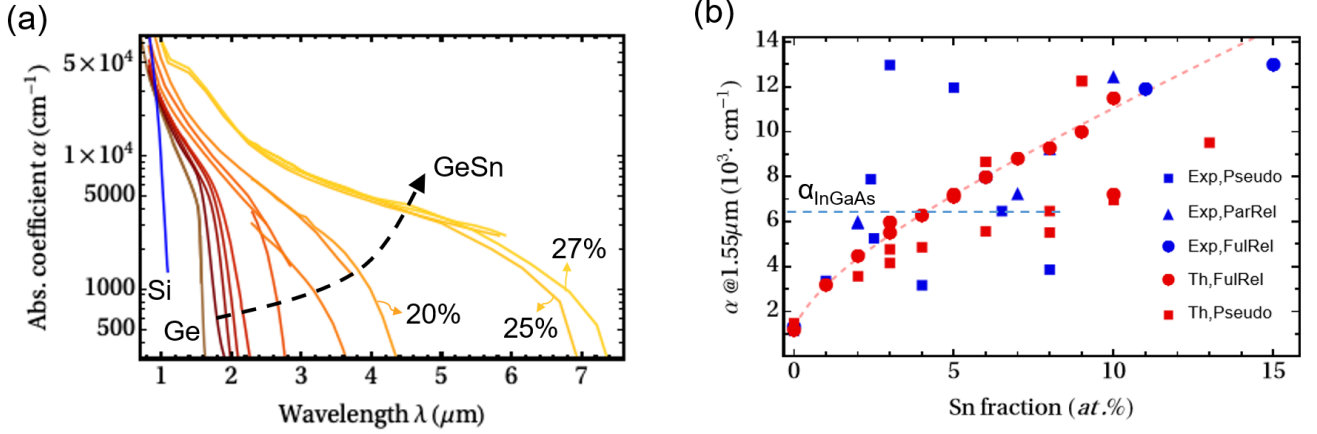 (a)
Abs. coefficient α (cm⁻¹)
5×10⁴
1×10⁴
5000
1000
500
GeSn
Si
Ge
27%
20%
25%
1 2 3 4 5 6 7
Wavelength λ (μm)
(b)
α @1.55μm (10³· cm⁻¹)
14
12
10
8
6
4
2
αInGaAs
Exp,Pseudo
Exp,ParRel
Exp,FulRel
Th,FulRel
Th,Pseudo
0 5 10 15
Sn fraction (at.%)